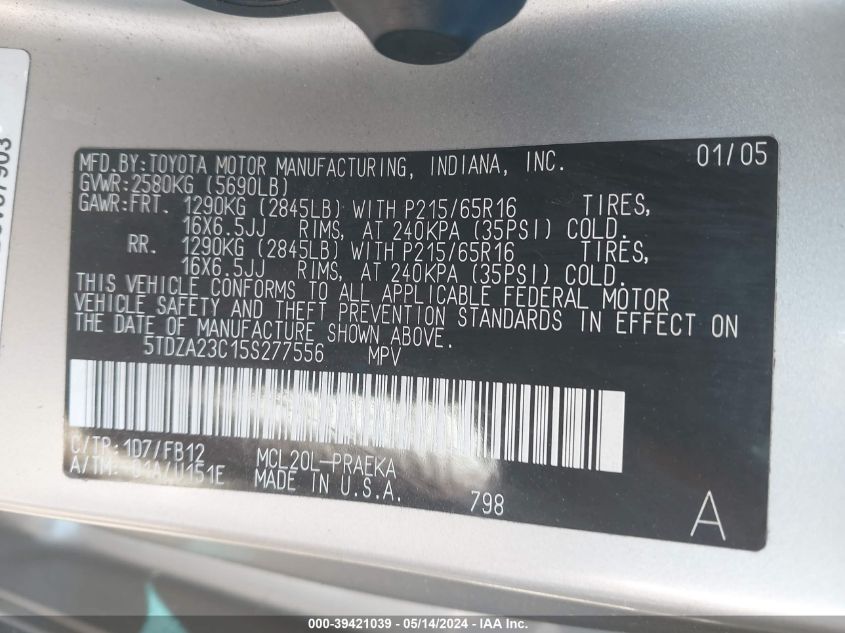 MFD.BY:TOYOTA MOTOR MANUFACTURING, INDIANA, INC. 01/05
GVWR:2580KG (5690LB)
GAWR:FRT. 1290KG (2845LB) WITH P215/65R16 TIRES,
16X6.5JJ RIMS, AT 240KPA (35PSI) COLD.
RR. 1290KG (2845LB) WITH P215/65R16 TIRES,
16X6.5JJ RIMS, AT 240KPA (35PSI) COLD.
THIS VEHICLE CONFORMS TO ALL APPLICABLE FEDERAL MOTOR
VEHICLE SAFETY AND THEFT PREVENTION STANDARDS IN EFFECT ON
THE DATE OF MANUFACTURE SHOWN ABOVE.
5TDZA23C15S277556 MPV
C/TP:1D7/FB12 MCL20L-PRAEKA
A/TM: U151E MADE IN U.S.A. 798 A
000-39421039 - 05/14/2024 - IAA Inc.